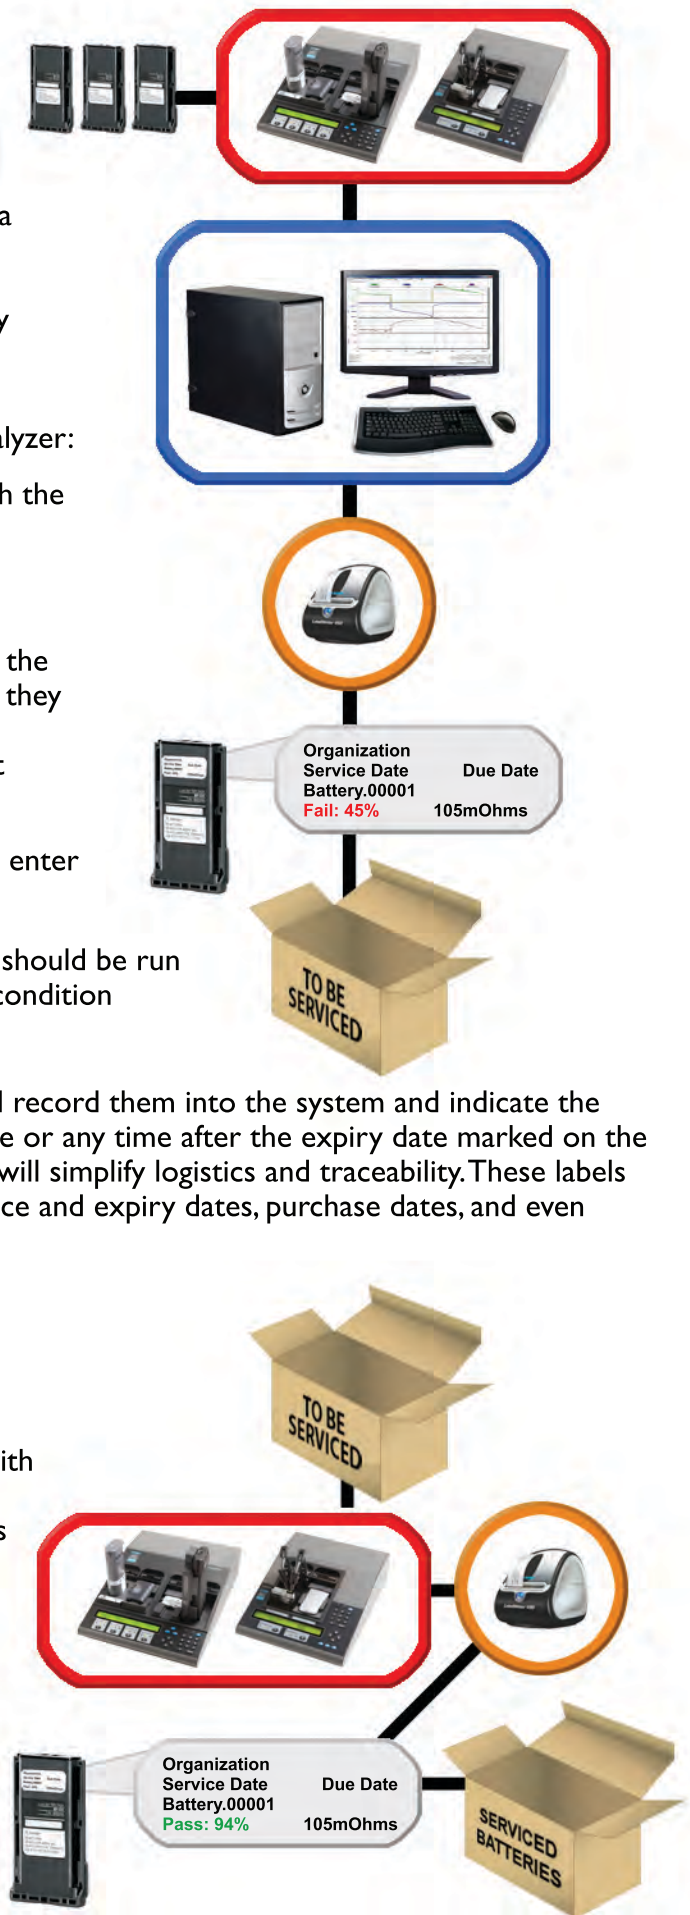 a
y
alyzer:
h the
the
they
t
Organization
Service Date Due Date
Battery.00001
Fail: 45% 105mOhms
enter
should be run
condition
TO BE
SERVICED
l record them into the system and indicate the
e or any time after the expiry date marked on the
will simplify logistics and traceability. These labels
ce and expiry dates, purchase dates, and even
TO BE
SERVICED
ith
s
Organization
Service Date Due Date
Battery.00001
Pass: 94% 105mOhms
SERVICED
BATTERIES